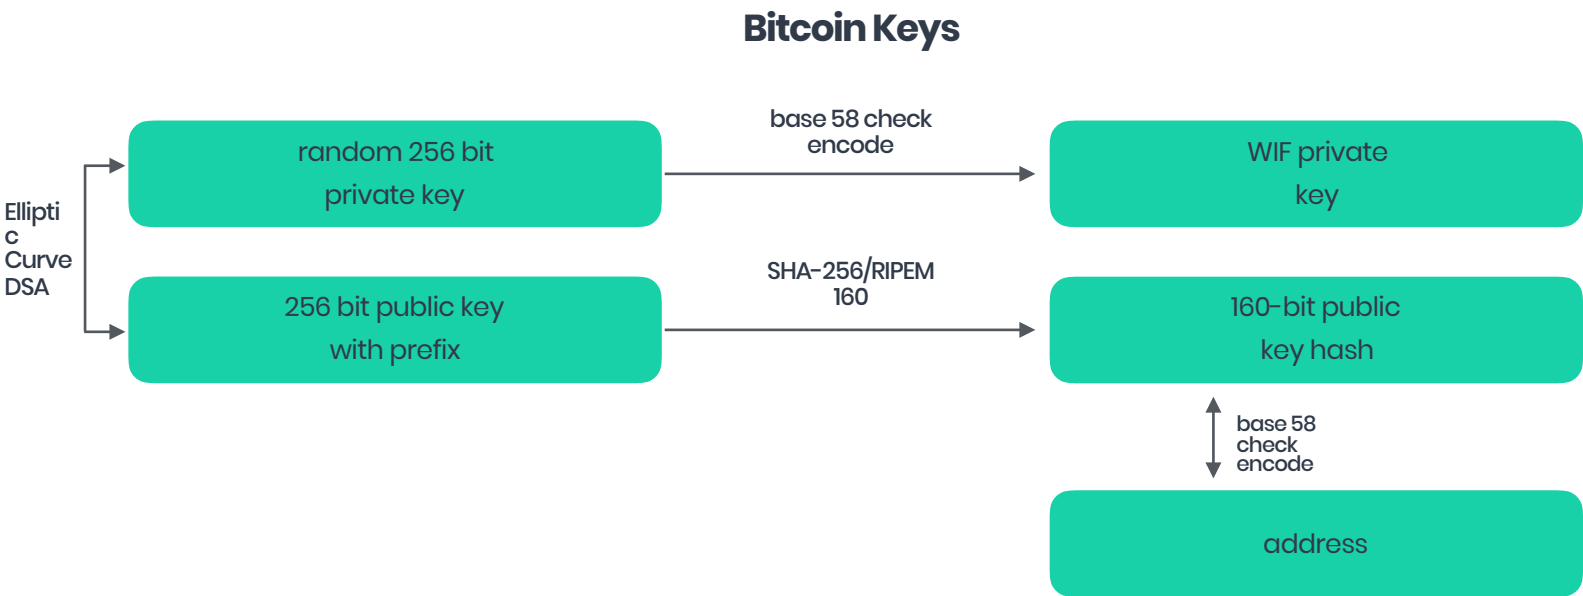 Bitcoin Keys
base 58 check
encode
random 256 bit
private key
WIF private
key
Ellipti
c
Curve
DSA
SHA-256/RIPEM
160
256 bit public key
with prefix
160-bit public
key hash
base 58
check
encode
address